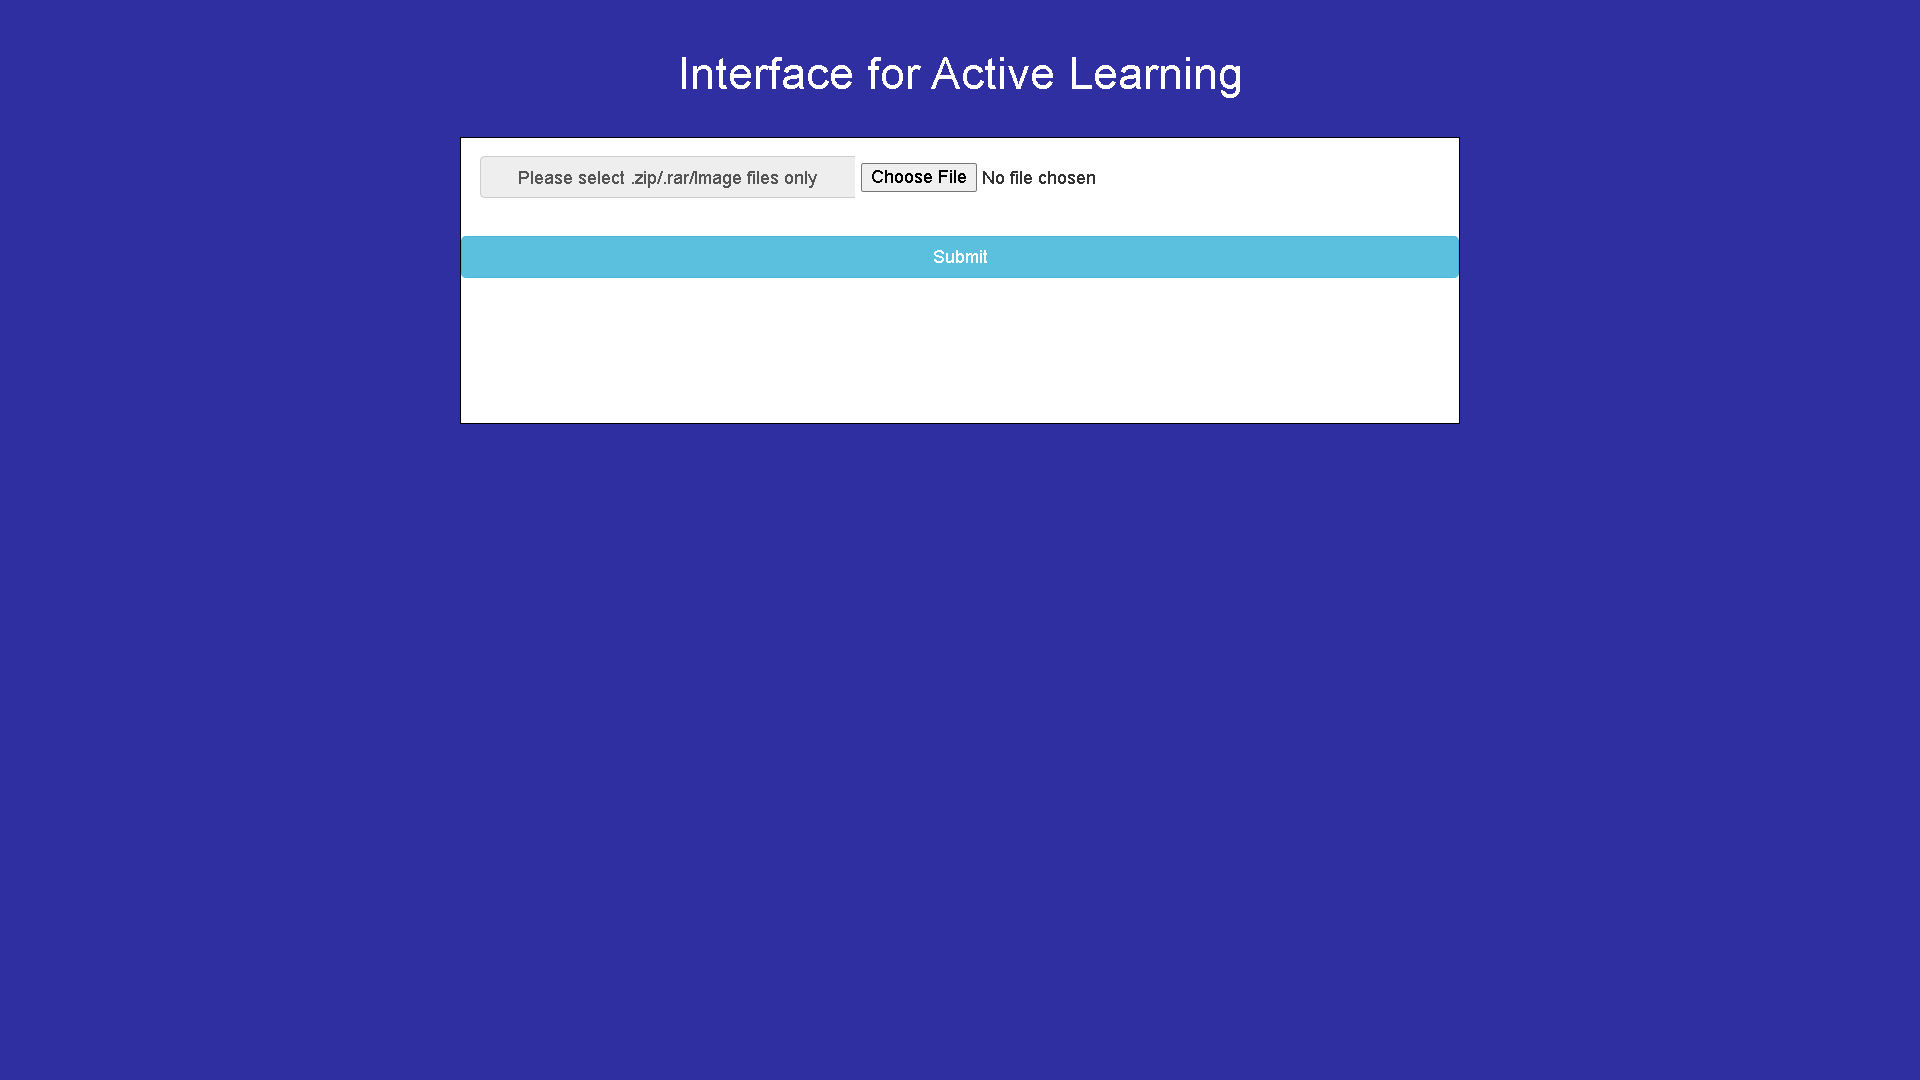 Interface for Active Learning
Please select .zip/.rar/Image files only Choose File No file chosen
Submit